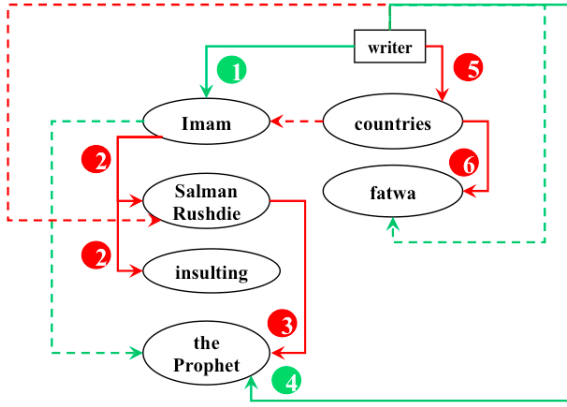 writer
1
5
Imam
countries
2
6
Salman
Rushdie
fatwa
2
insulting
3
the
Prophet
4